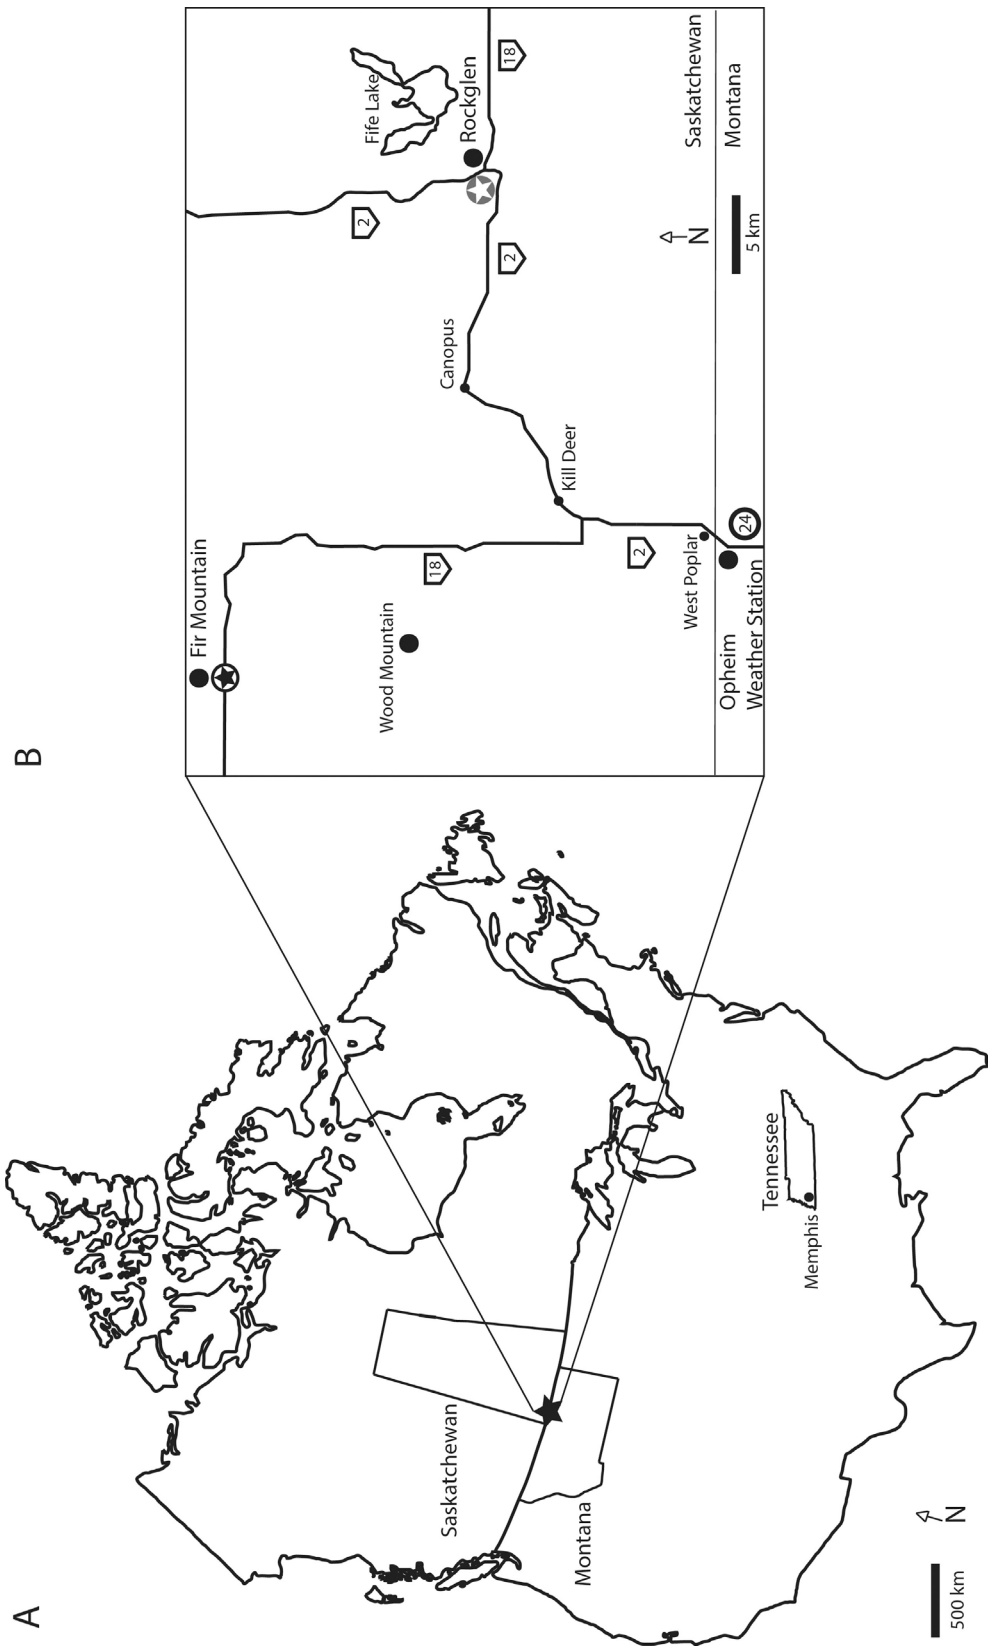 A
Saskatchewan
Montana
Tennessee
Memphis
500 km
N
B
Fir Mountain
Wood Mountain
18
2
Fife Lake
Rockglen
18
Canopus
2
Kill Deer
2
West Poplar
Saskatchewan
Montana
Opheim
Weather Station
24
N
5 km